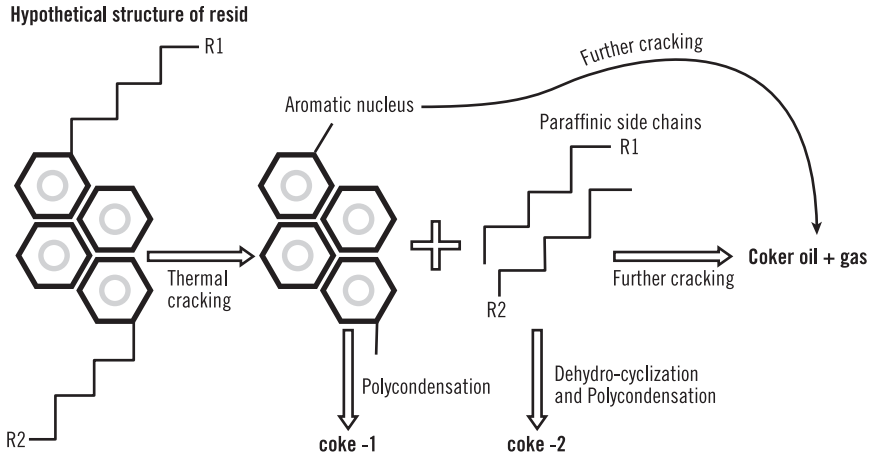 Hypothetical structure of resid
R1
Further cracking
Aromatic nucleus
Paraffinic side chains
R1
Thermal
cracking
Further cracking
Coker oil + gas
R2
Polycondensation
Dehydro-cyclization
and Polycondensation
R2
coke -1
coke -2